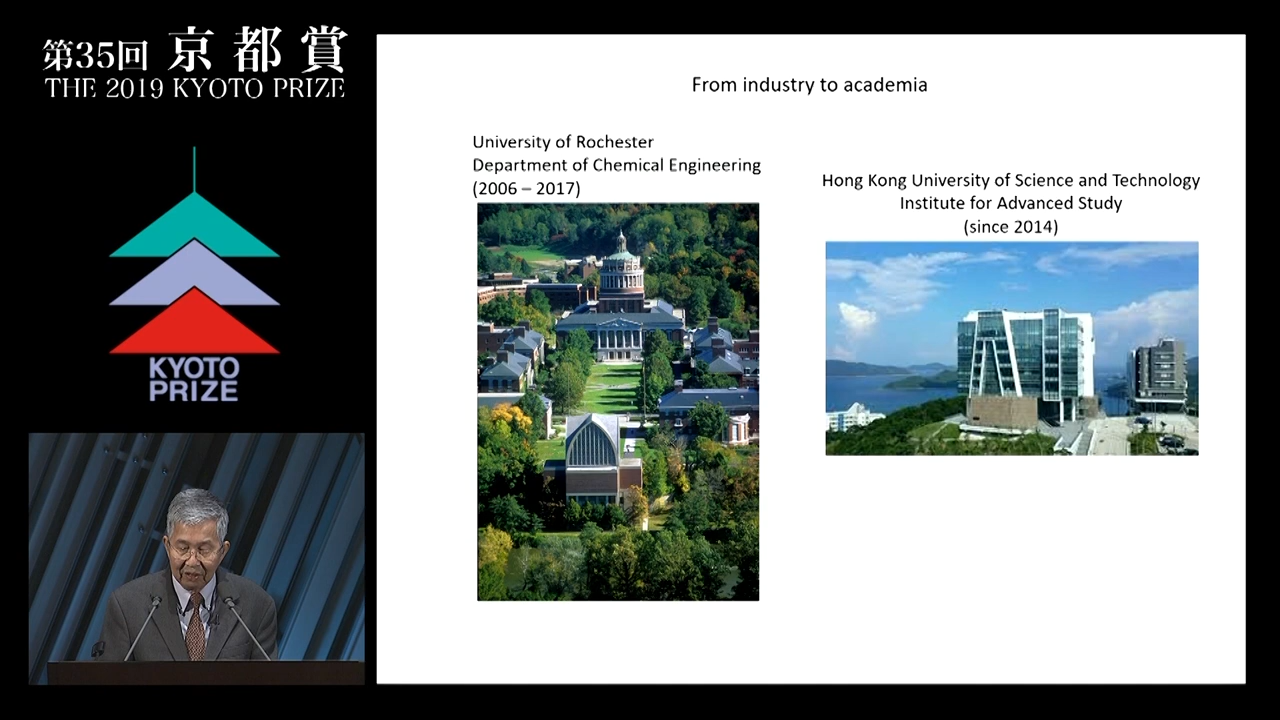 第35回 京都賞
THE 2019 KYOTO PRIZE
KYOTO
PRIZE
From industry to academia
University of Rochester
Department of Chemical Engineering
(2006 – 2017)
Hong Kong University of Science and Technology
Institute for Advanced Study
(since 2014)